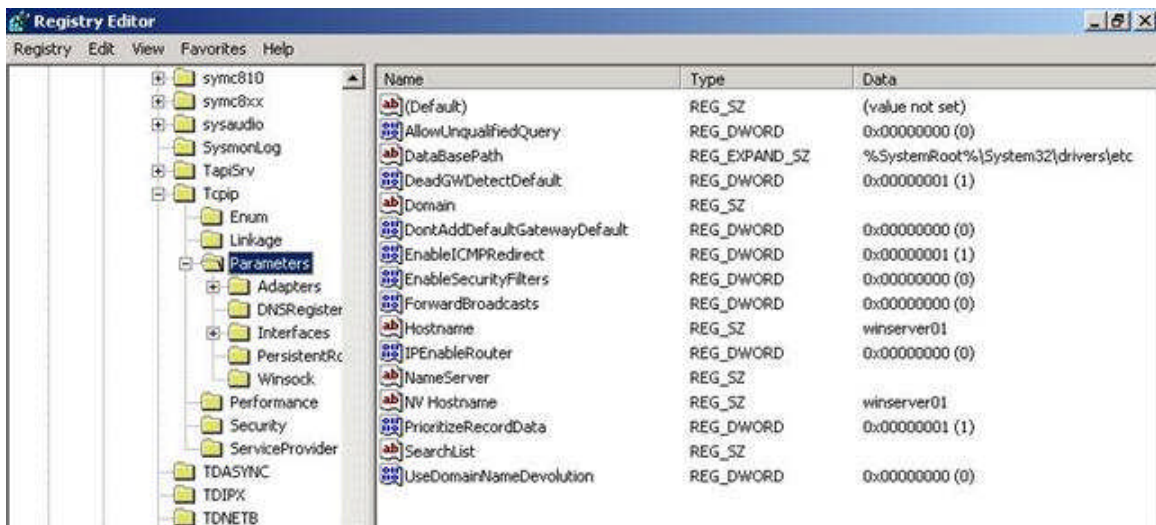 Registry Editor
Registry Edit View Favorites Help
symc810
symc8xx
sysaudio
SysmonLog
TapiSrv
Tcpip
Enum
Linkage
Parameters
Adapters
DNSRegister
Interfaces
PersistentRo
Winsock
Performance
Security
ServiceProvider
TDASYNC
TDIPX
TDNETB
Name Type Data
(Default) REG_SZ (value not set)
AllowUnqualifiedQuery REG_DWORD 0x00000000 (0)
DataBasePath REG_EXPAND_SZ %SystemRoot%\System32\drivers\etc
DeadGWDetectDefault REG_DWORD 0x00000001 (1)
Domain REG_SZ
DontAddDefaultGatewayDefault REG_DWORD 0x00000000 (0)
EnableICMPRedirect REG_DWORD 0x00000001 (1)
EnableSecurityFilters REG_DWORD 0x00000000 (0)
ForwardBroadcasts REG_DWORD 0x00000000 (0)
Hostname REG_SZ winserver01
IPEnableRouter REG_DWORD 0x00000000 (0)
NameServer REG_SZ
NV Hostname REG_SZ winserver01
PrioritizeRecordData REG_DWORD 0x00000001 (1)
SearchList REG_SZ
UseDomainNameDevolution REG_DWORD 0x00000000 (0)